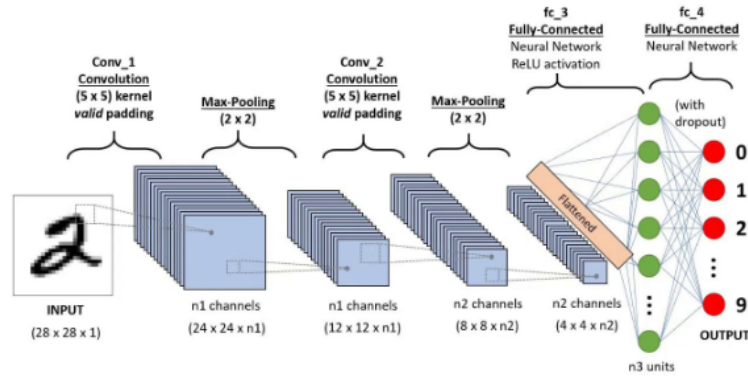 fc_3
Fully-Connected
Neural Network
ReLU activation
fc_4
Fully-Connected
Neural Network
Conv_1
Convolution
(5 x 5) kernel
valid padding
Max-Pooling
(2 x 2)
Conv_2
Convolution
(5 x 5) kernel
valid padding
Max-Pooling
(2 x 2)
(with
dropout)
2
INPUT
(28 x 28 x 1)
n1 channels
(24 x 24 x n1)
n1 channels
(12 x 12 x n1)
n2 channels
(8 x 8 x n2)
n2 channels
(4 x 4 x n2)
Flattened
0
1
2
...
...
9
OUTPUT
n3 units